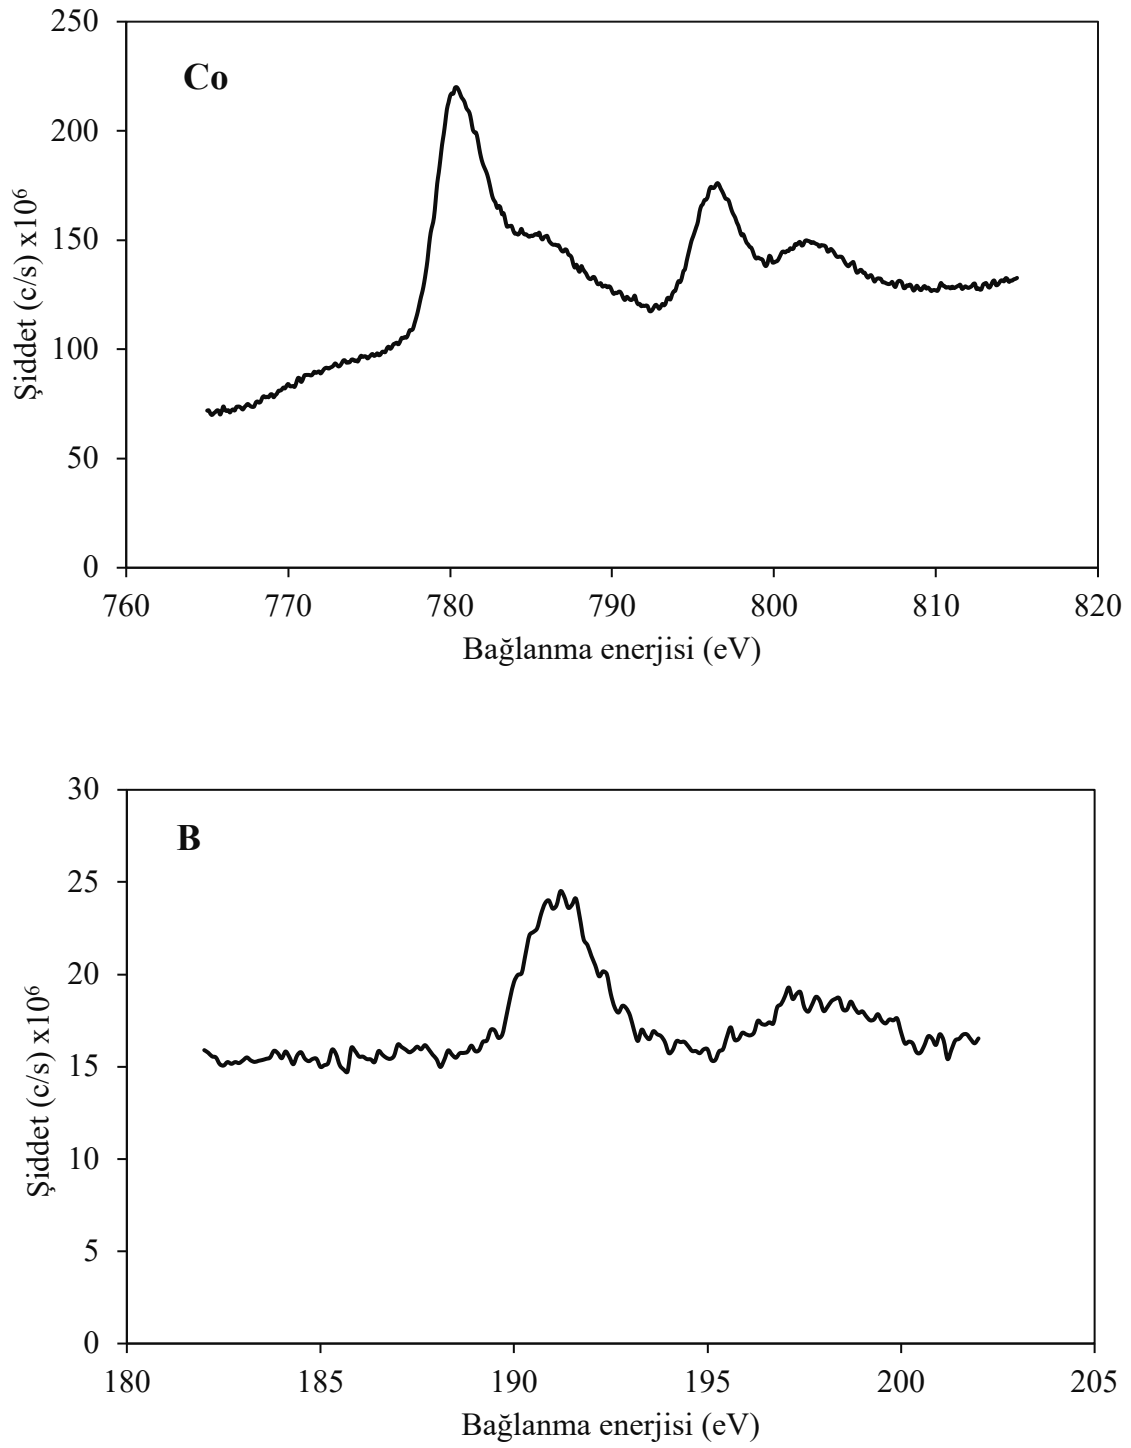 250
Co
200
150
100
50
0
Şiddet (c/s) x10⁶
760 770 780 790 800 810 820
Bağlanma enerjisi (eV)
30
B
25
20
15
10
5
0
Şiddet (c/s) x10⁶
180 185 190 195 200 205
Bağlanma enerjisi (eV)